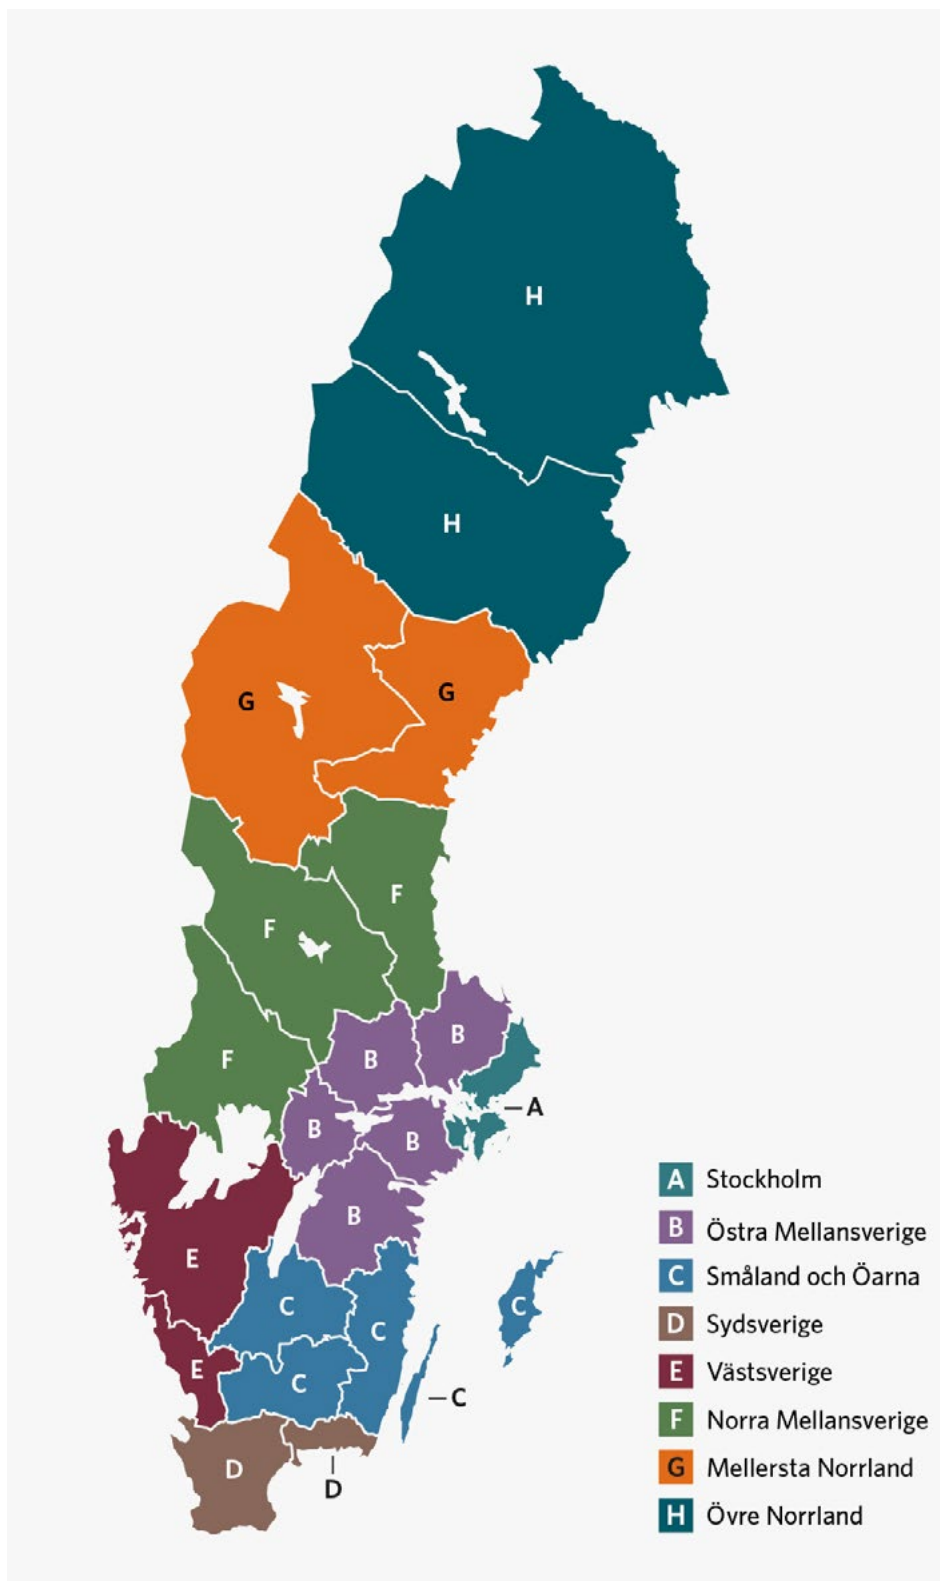 H
H
G
G
F
F
F
B
B
A
B
B
B
E
C
C
C
E
C
C
D
D
A Stockholm
B Östra Mellansverige
C Småland och Öarna
D Sydsverige
E Västsverige
F Norra Mellansverige
G Mellersta Norrland
H Övre Norrland